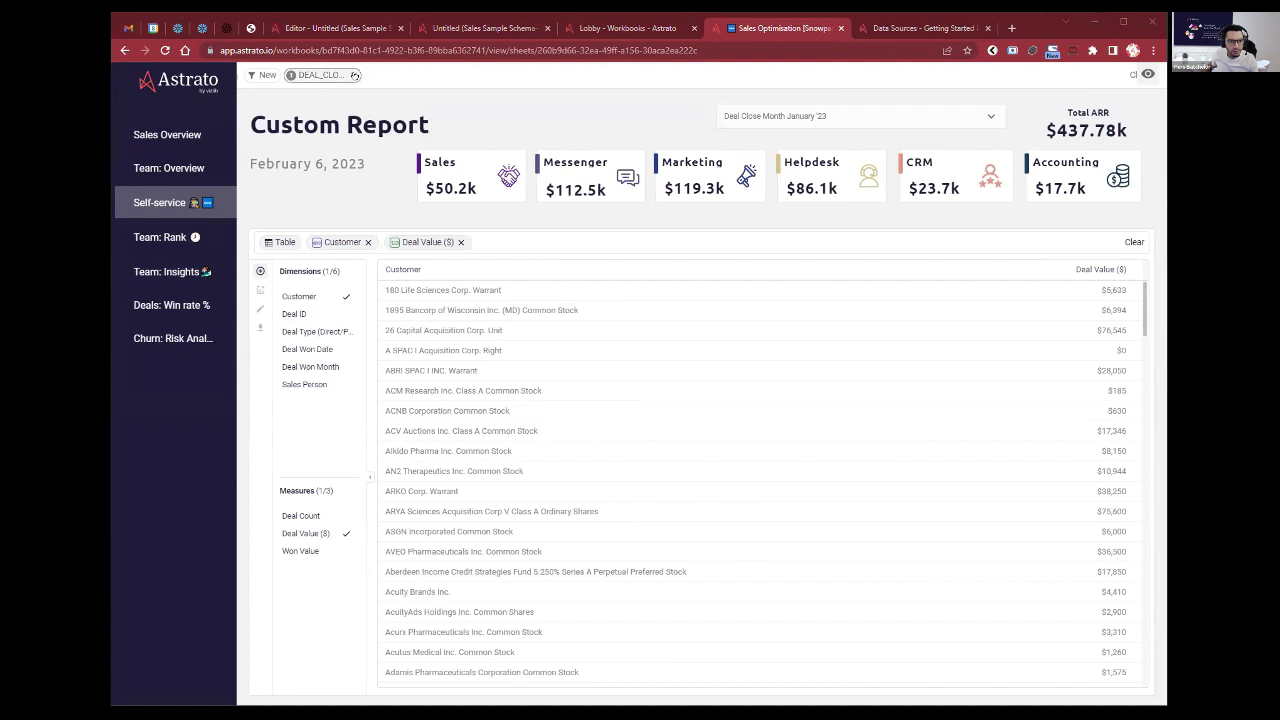 Editor - Untitled (Sales Sample S
Untitled (Sales Sample Schema
Lobby - Workbooks - Astrato
Sales Optimisation [Snowpa
Data Sources - Getting Started
app.astrato.io/workbooks/bd7f43d0-81c1-4922-b3f6-89bba6362741/view/sheets/260b9d66-32ea-49ff-a156-30aca2ea222c
New
Piers Batchelor
Astrato
by vizlib
Sales Overview
Team: Overview
Self-service
Team: Rank
Team: Insights
Deals: Win rate %
Churn: Risk Anal...
New
1 DEAL_CLO...
Cl
Custom Report
February 6, 2023
Deal Close Month January '23
Total ARR
$437.78k
Sales
$50.2k
Messenger
$112.5k
Marketing
$119.3k
Helpdesk
$86.1k
CRM
$23.7k
Accounting
$17.7k
Table
Customer
Deal Value ($)
Clear
Dimensions (1/6)
Customer
Deal ID
Deal Type (Direct/P...
Deal Won Date
Deal Won Month
Sales Person
Measures (1/3)
Deal Count
Deal Value ($)
Won Value
Customer Deal Value ($)
180 Life Sciences Corp. Warrant $5,633
1895 Bancorp of Wisconsin Inc. (MD) Common Stock $6,394
26 Capital Acquisition Corp. Unit $76,545
A SPAC I Acquisition Corp. Right $0
ABRI SPAC I INC. Warrant $28,050
ACM Research Inc. Class A Common Stock $185
ACNB Corporation Common Stock $630
ACV Auctions Inc. Class A Common Stock $17,346
AIkido Pharma Inc. Common Stock $8,150
AN2 Therapeutics Inc. Common Stock $10,944
ARKO Corp. Warrant $38,250
ARYA Sciences Acquisition Corp V Class A Ordinary Shares $75,600
ASGN Incorporated Common Stock $6,000
AVEO Pharmaceuticals Inc. Common Stock $36,500
Aberdeen Income Credit Strategies Fund 5.250% Series A Perpetual Preferred Stock $17,850
Acuity Brands Inc. $4,410
AcuityAds Holdings Inc. Common Shares $2,900
Acurx Pharmaceuticals Inc. Common Stock $3,310
Acutus Medical Inc. Common Stock $1,260
Adamis Pharmaceuticals Corporation Common Stock $1,575